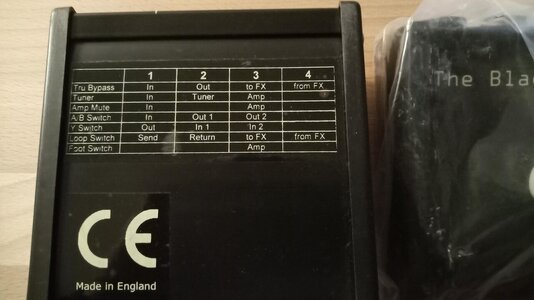 1 2 3 4
Tru Bypass In Out to FX from FX
Tuner In Tuner Amp
Amp Mute In Amp
A/B Switch In Out 1 Out 2
Y Switch Out In 1 In 2
Loop Switch Send Return to FX from FX
Foot Switch Amp
The Bla
CE
Made in England